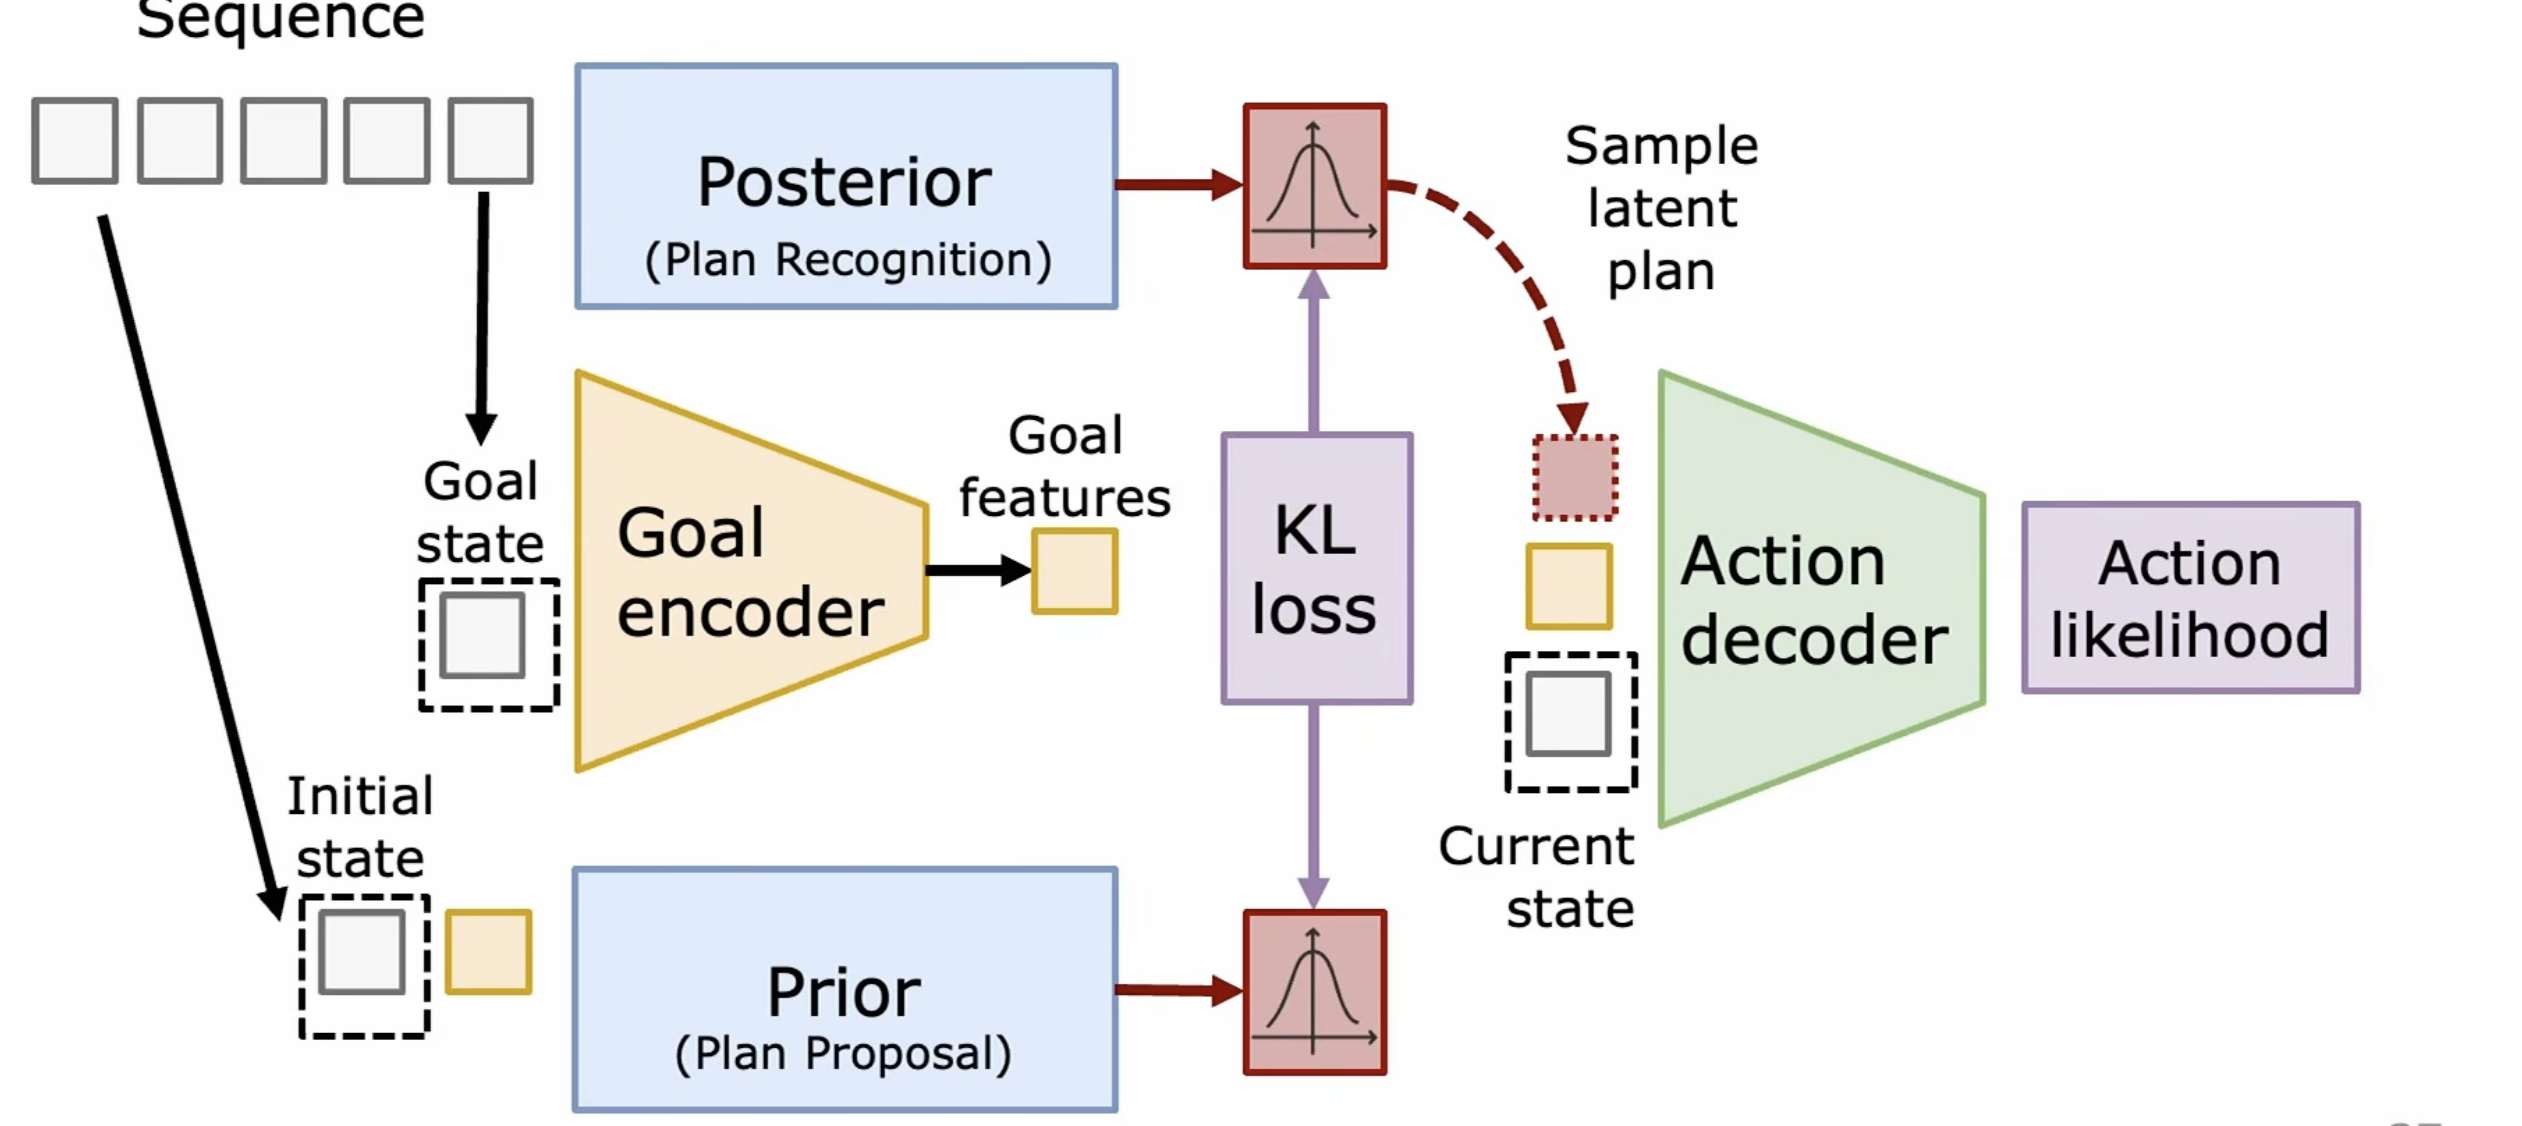 Sequence
Posterior
(Plan Recognition)
Sample
latent
plan
Goal
state
Goal
encoder
Goal
features
KL
loss
Action
decoder
Action
likelihood
Initial
state
Current
state
Prior
(Plan Proposal)